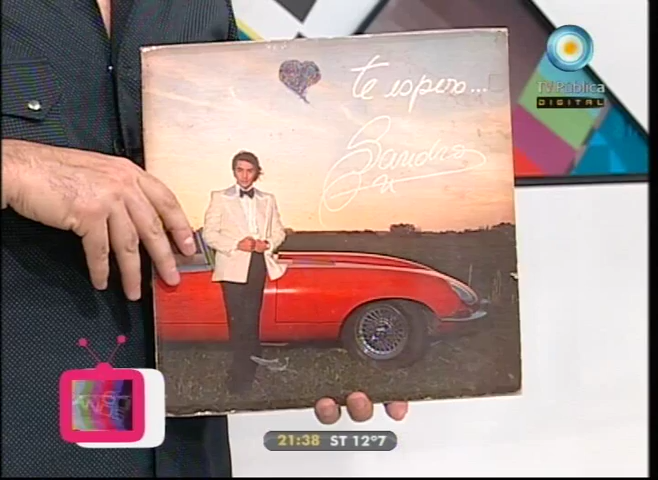 te espero...
Sandro
TV Pública
DIGITAL
21:38 ST 12°7